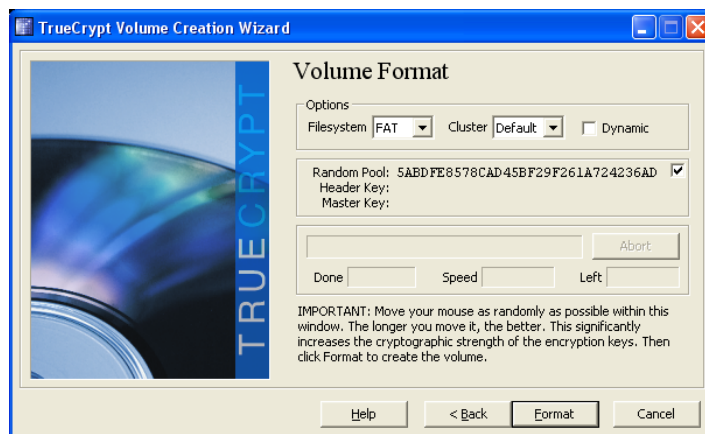 TrueCrypt Volume Creation Wizard
TRUECRYPT
Volume Format
Options
Filesystem FAT Cluster Default Dynamic
Random Pool: 5ABDFE8578CAD45BF29F261A724236AD
Header Key:
Master Key:
Abort
Done Speed Left
IMPORTANT: Move your mouse as randomly as possible within this
window. The longer you move it, the better. This significantly
increases the cryptographic strength of the encryption keys. Then
click Format to create the volume.
Help < Back Format Cancel